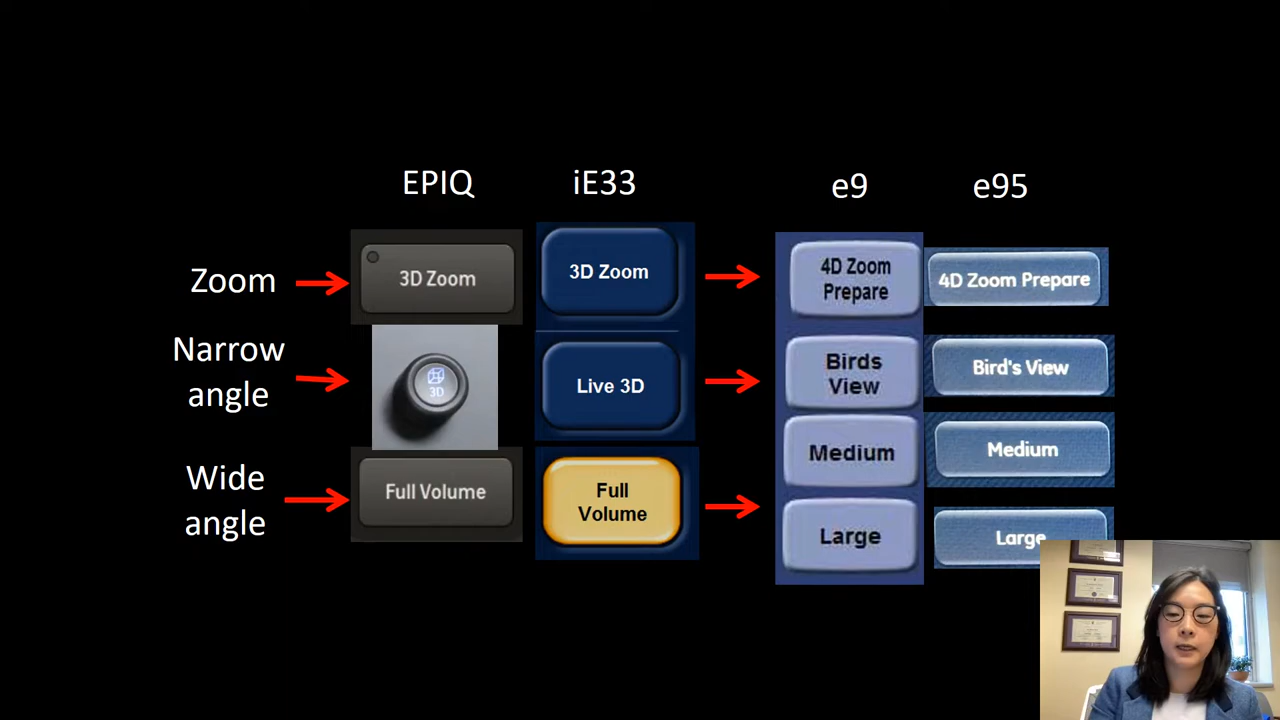 EPIQ iE33 e9 e95
Zoom
3D Zoom
3D Zoom
4D Zoom
Prepare
4D Zoom Prepare
Narrow
angle
3D
Live 3D
Birds
View
Bird's View
Medium
Medium
Wide
angle
Full Volume
Full
Volume
Large
Large